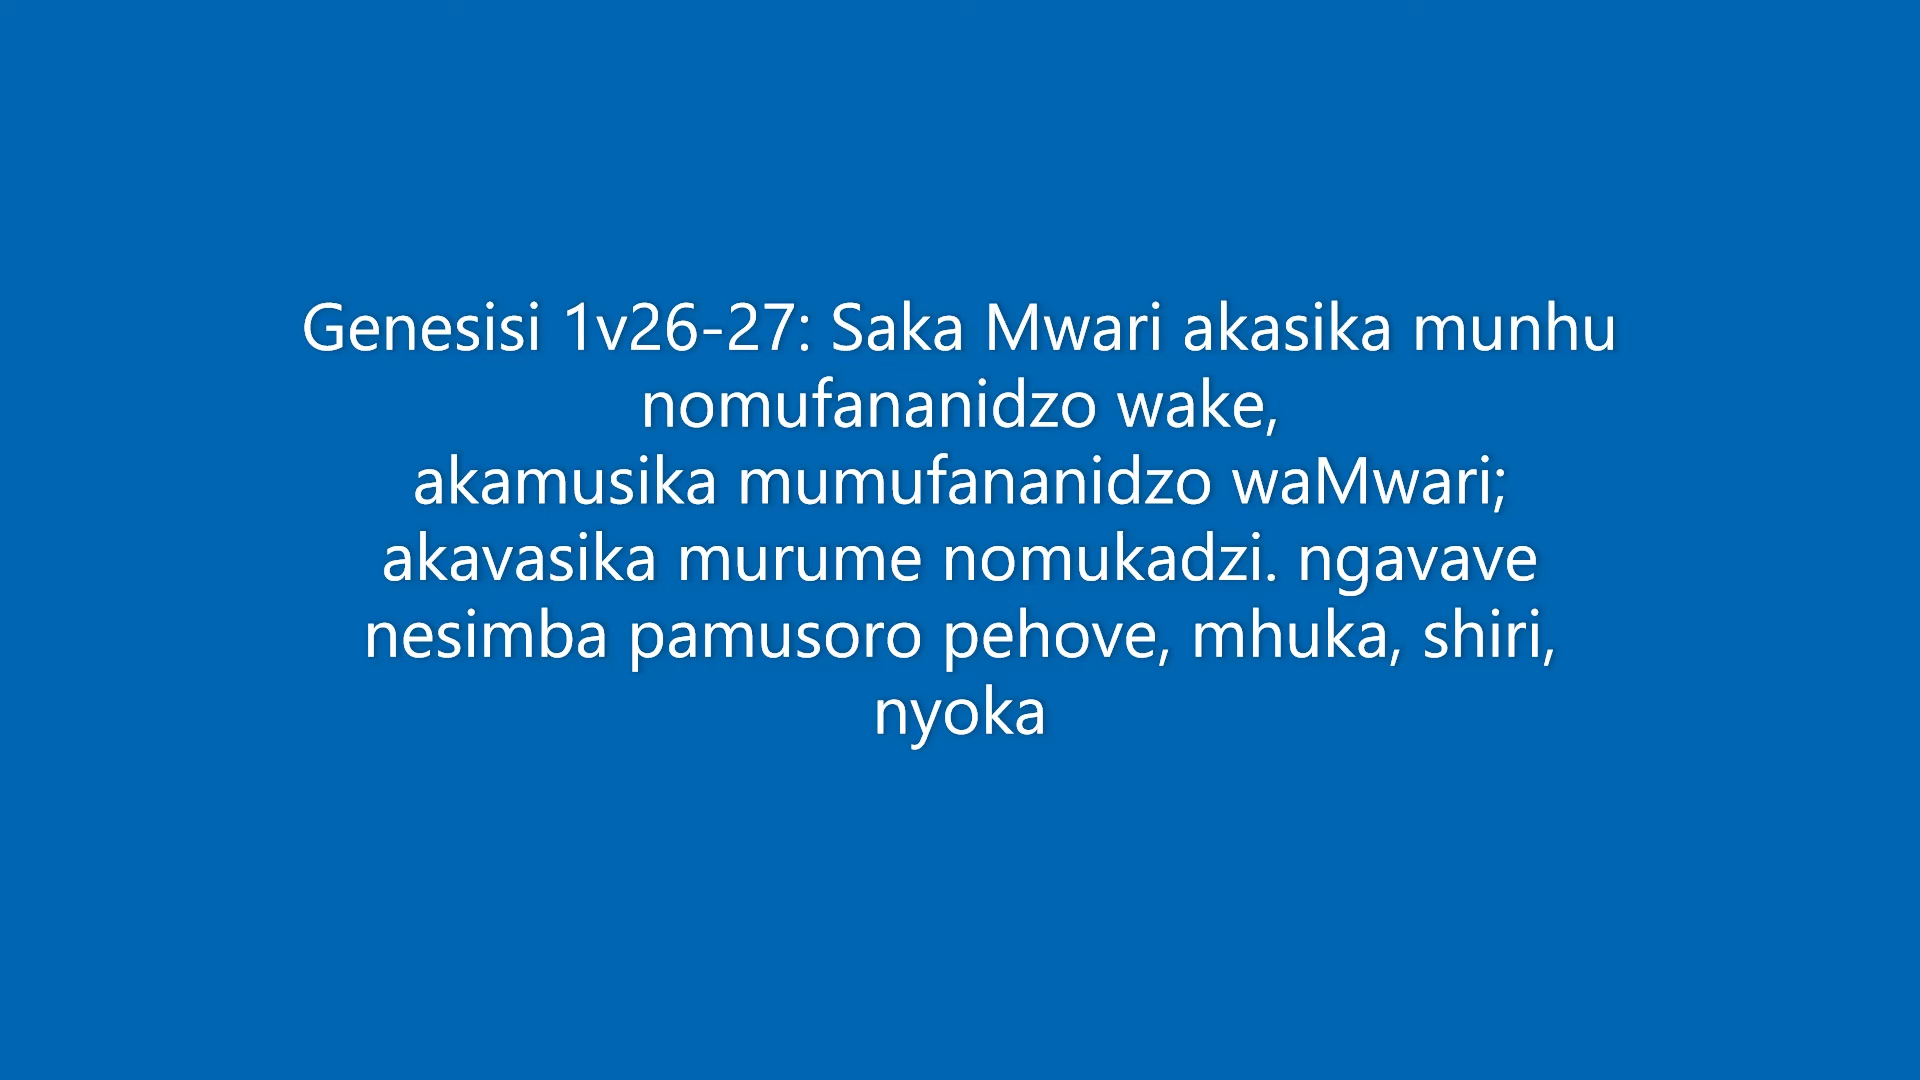 Genesisi 1v26-27: Saka Mwari akasika munhu
nomufananidzo wake,
akamusika mumufananidzo waMwari;
akavasika murume nomukadzi. ngavave
nesimba pamusoro pehove, mhuka, shiri,
nyoka